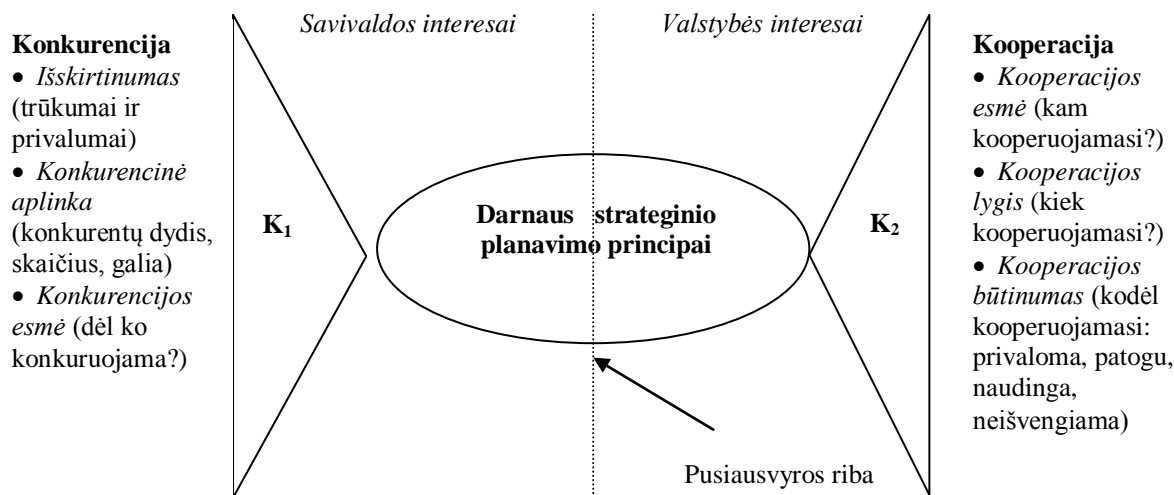 Savivaldos interesai
Valstybės interesai
Konkurencija
• Išskirtinumas
(trūkumai ir
privalumai)
• Konkurencinė
aplinka
(konkurentų dydis,
skaičius, galia)
• Konkurencijos
esmė (dėl ko
konkuruojama?)
K1
Darnaus strateginio
planavimo principai
K2
Pusiausvyros riba
Kooperacija
• Kooperacijos
esmė (kam
kooperuojamasi?)
• Kooperacijos
lygis (kiek
kooperuojamasi?)
• Kooperacijos
būtinumas (kodėl
kooperuojamasi:
privaloma, patogu,
naudinga,
neišvengiama)